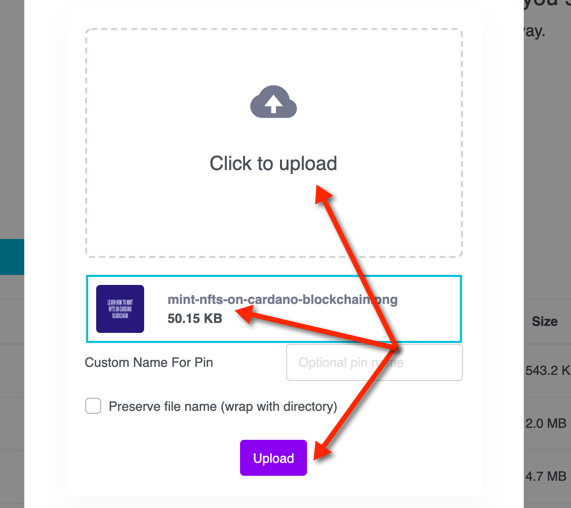 you s
way.
Click to upload
LEARN HOW TO MINT
NFTS ON CARDANO
BLOCKCHAIN
mint-nfts-on-cardano-blockchain.png
50.15 KB
Size
Custom Name For Pin
Optional pin name
543.2 K
Preserve file name (wrap with directory)
2.0 MB
Upload
4.7 MB